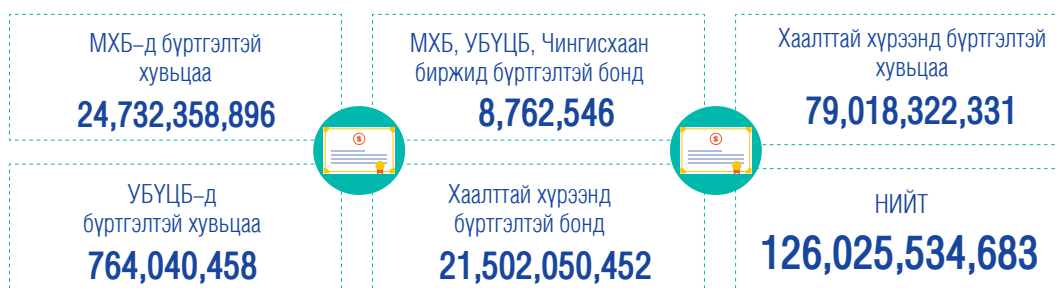 МХБ–д бүртгэлтэй
хувьцаа
24,732,358,896
МХБ, УБҮЦБ, Чингисхаан
биржид бүртгэлтэй бонд
8,762,546
Хаалттай хүрээнд бүртгэлтэй
хувьцаа
79,018,322,331
УБҮЦБ–д
бүртгэлтэй хувьцаа
764,040,458
Хаалттай хүрээнд
бүртгэлтэй бонд
21,502,050,452
НИЙТ
126,025,534,683